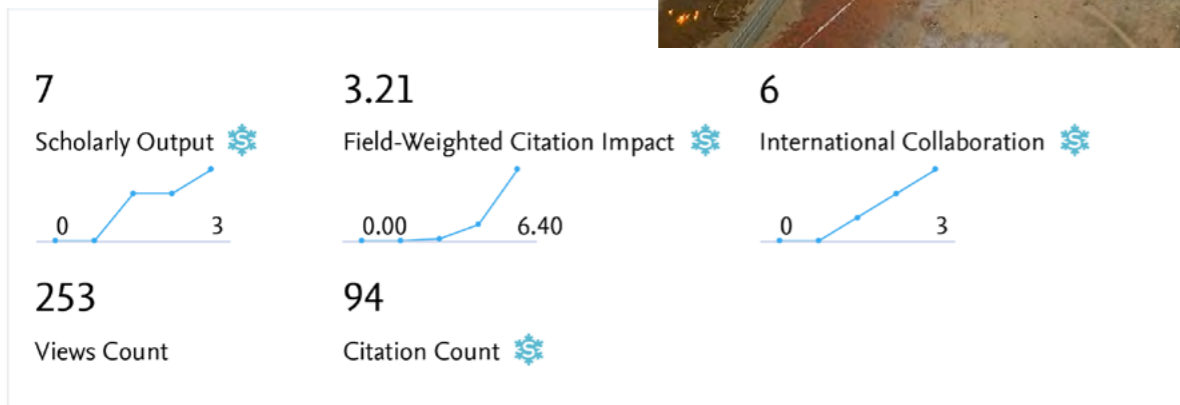 7
Scholarly Output
0 3
3.21
Field-Weighted Citation Impact
0.00 6.40
6
International Collaboration
0 3
253
Views Count
94
Citation Count